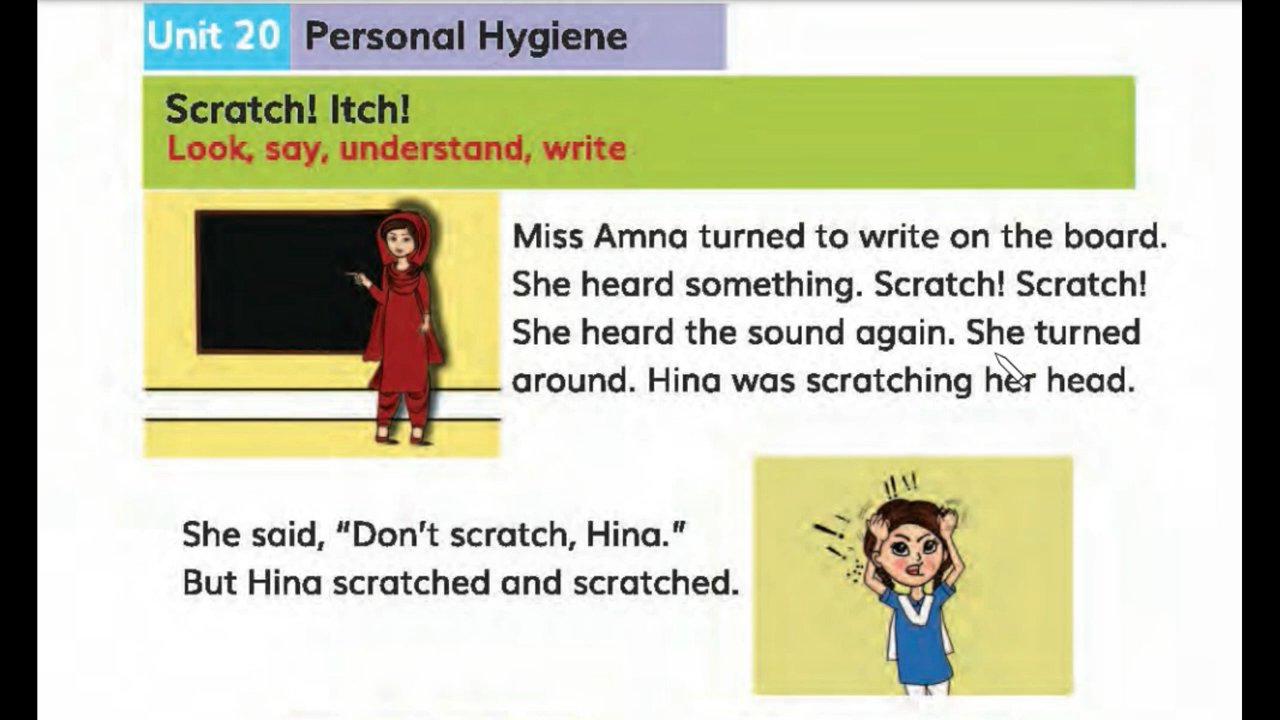 Unit 20 Personal Hygiene
Scratch! Itch!
Look, say, understand, write
Miss Amna turned to write on the board.
She heard something. Scratch! Scratch!
She heard the sound again. She turned
around. Hina was scratching her head.
She said, “Don't scratch, Hina.”
But Hina scratched and scratched.